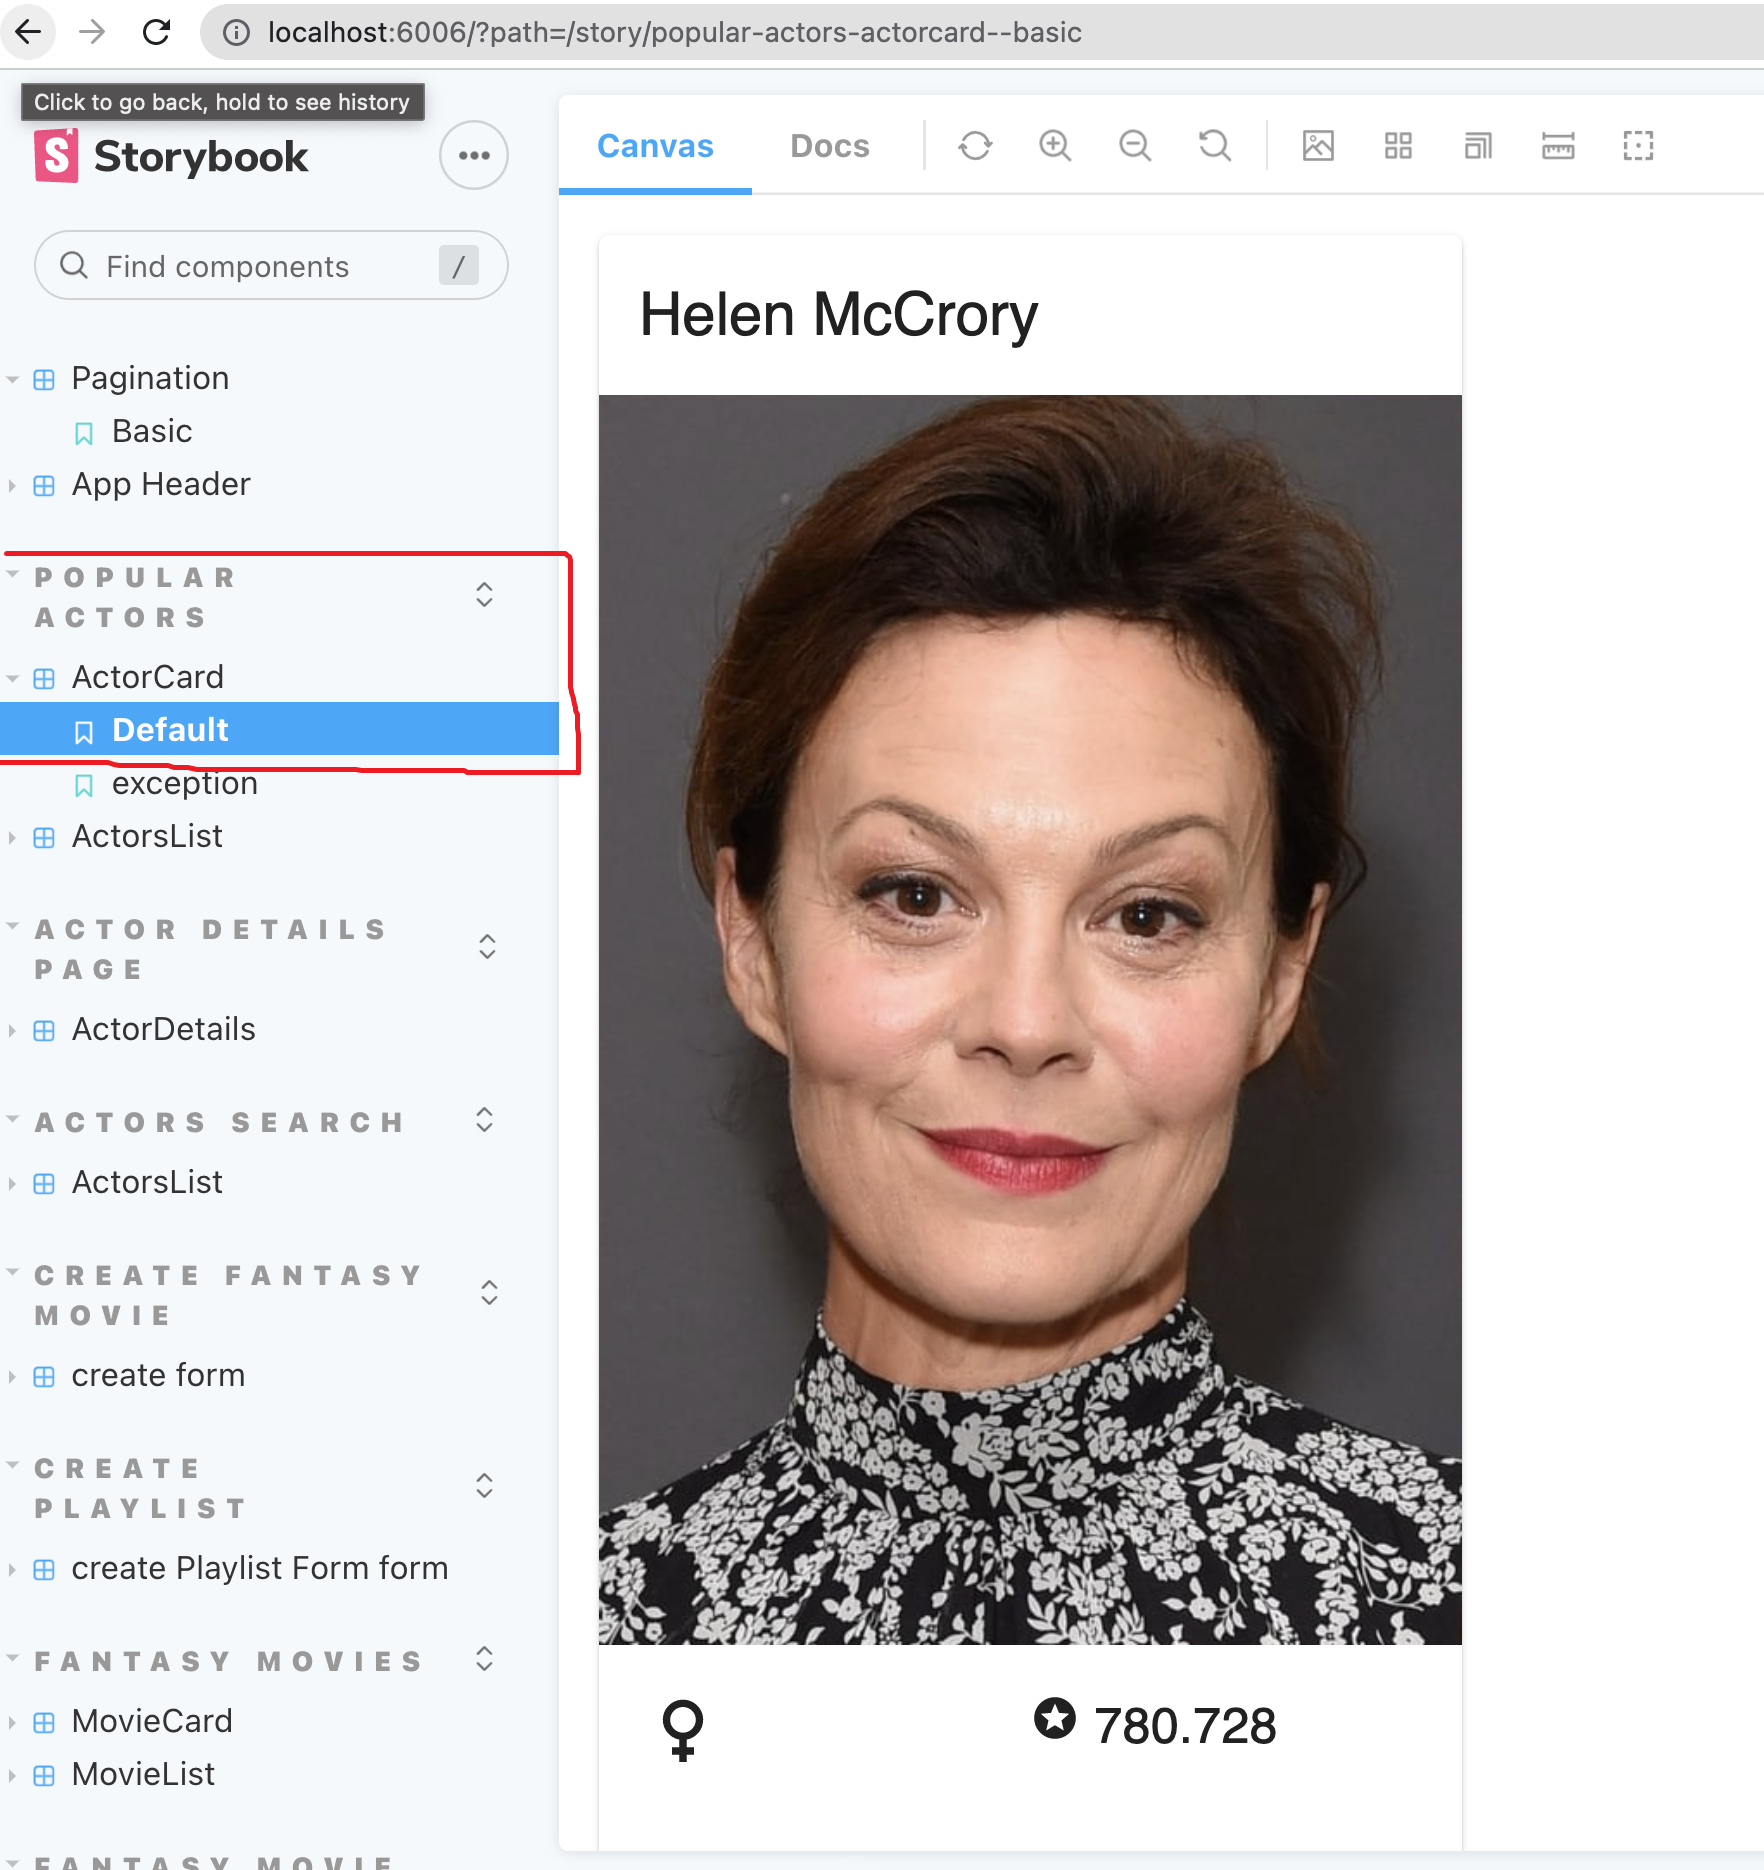 localhost:6006/?path=/story/popular-actors-actorcard--basic
Click to go back, hold to see history
S Storybook
Find components /
Pagination
Basic
App Header
POPULAR
ACTORS
ActorCard
Default
exception
ActorsList
ACTOR DETAILS
PAGE
ActorDetails
ACTORS SEARCH
ActorsList
CREATE FANTASY
MOVIE
create form
CREATE
PLAYLIST
create Playlist Form form
FANTASY MOVIES
MovieCard
MovieList
FANTASY MOVIE
Canvas Docs
Helen McCrory
780.728